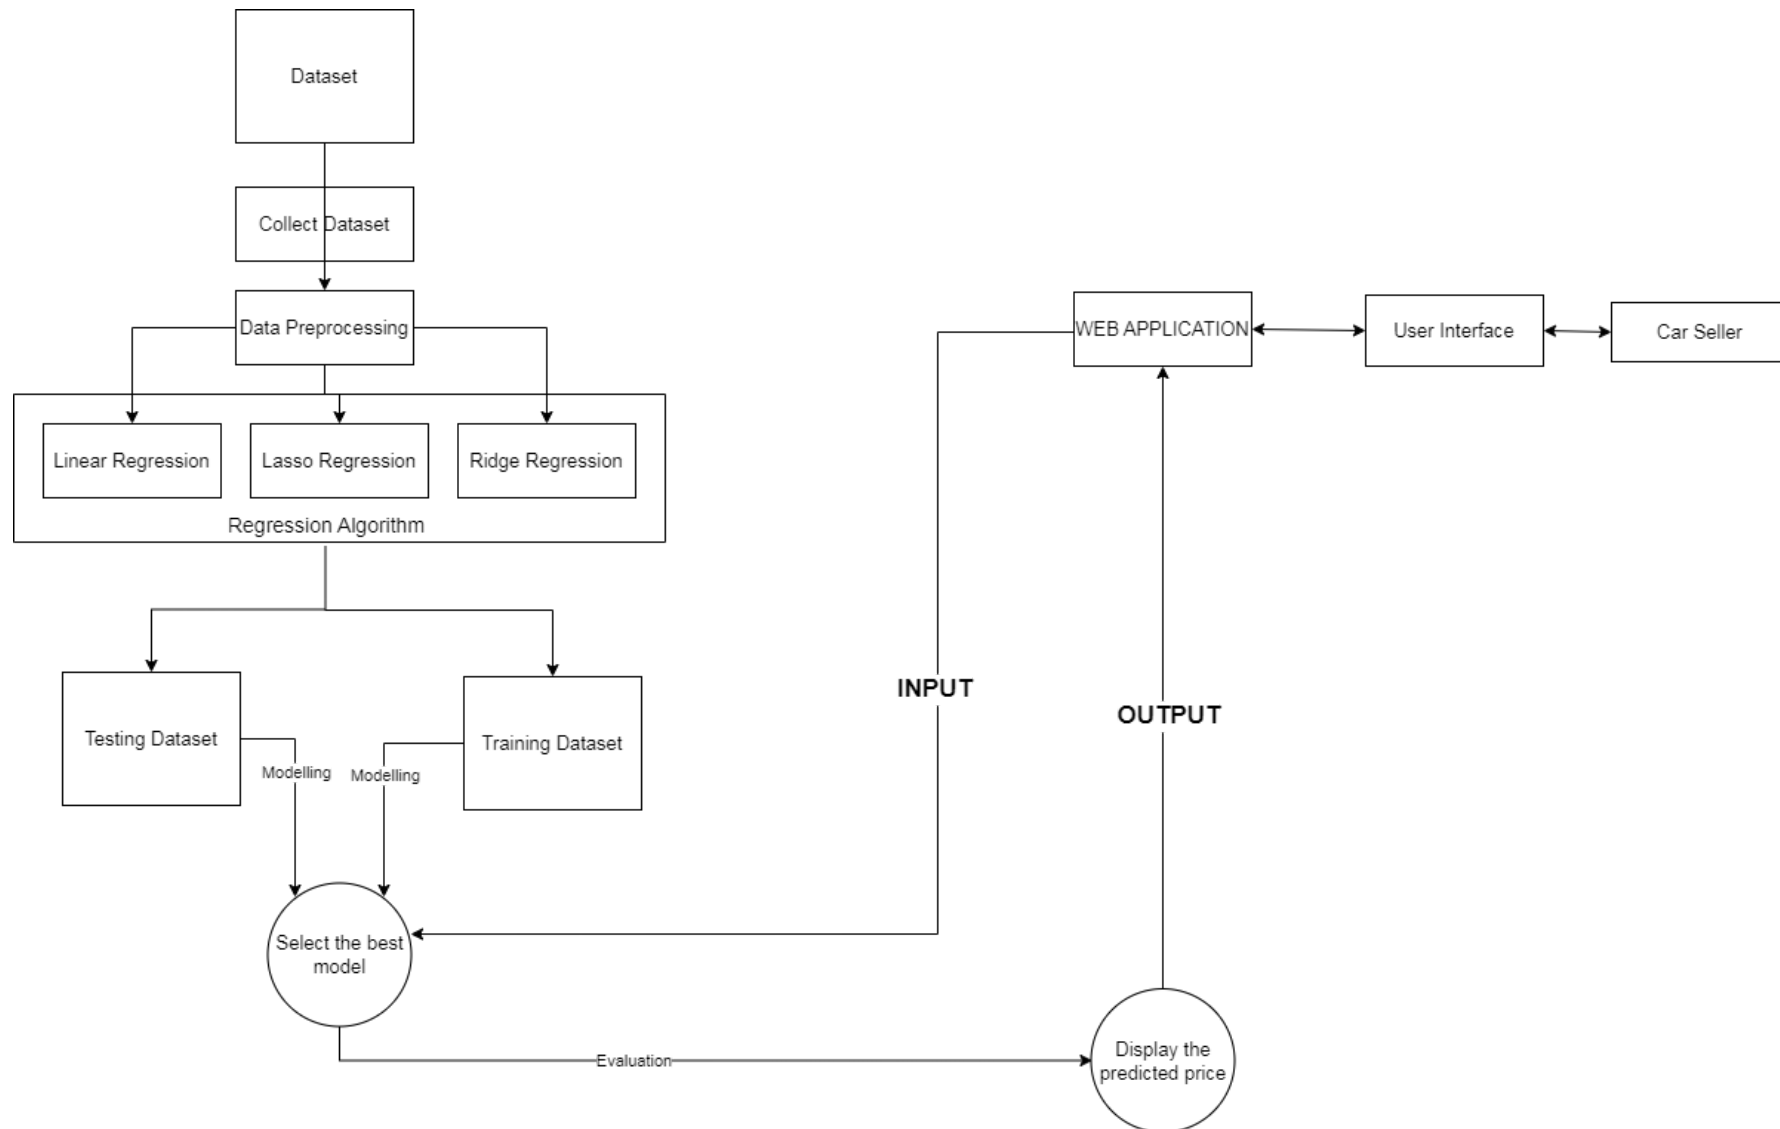 Dataset
Collect Dataset
Data Preprocessing
WEB APPLICATION
User Interface
Car Seller
Linear Regression
Lasso Regression
Ridge Regression
Regression Algorithm
INPUT
OUTPUT
Testing Dataset
Training Dataset
Modelling
Modelling
Select the best
model
Evaluation
Display the
predicted price